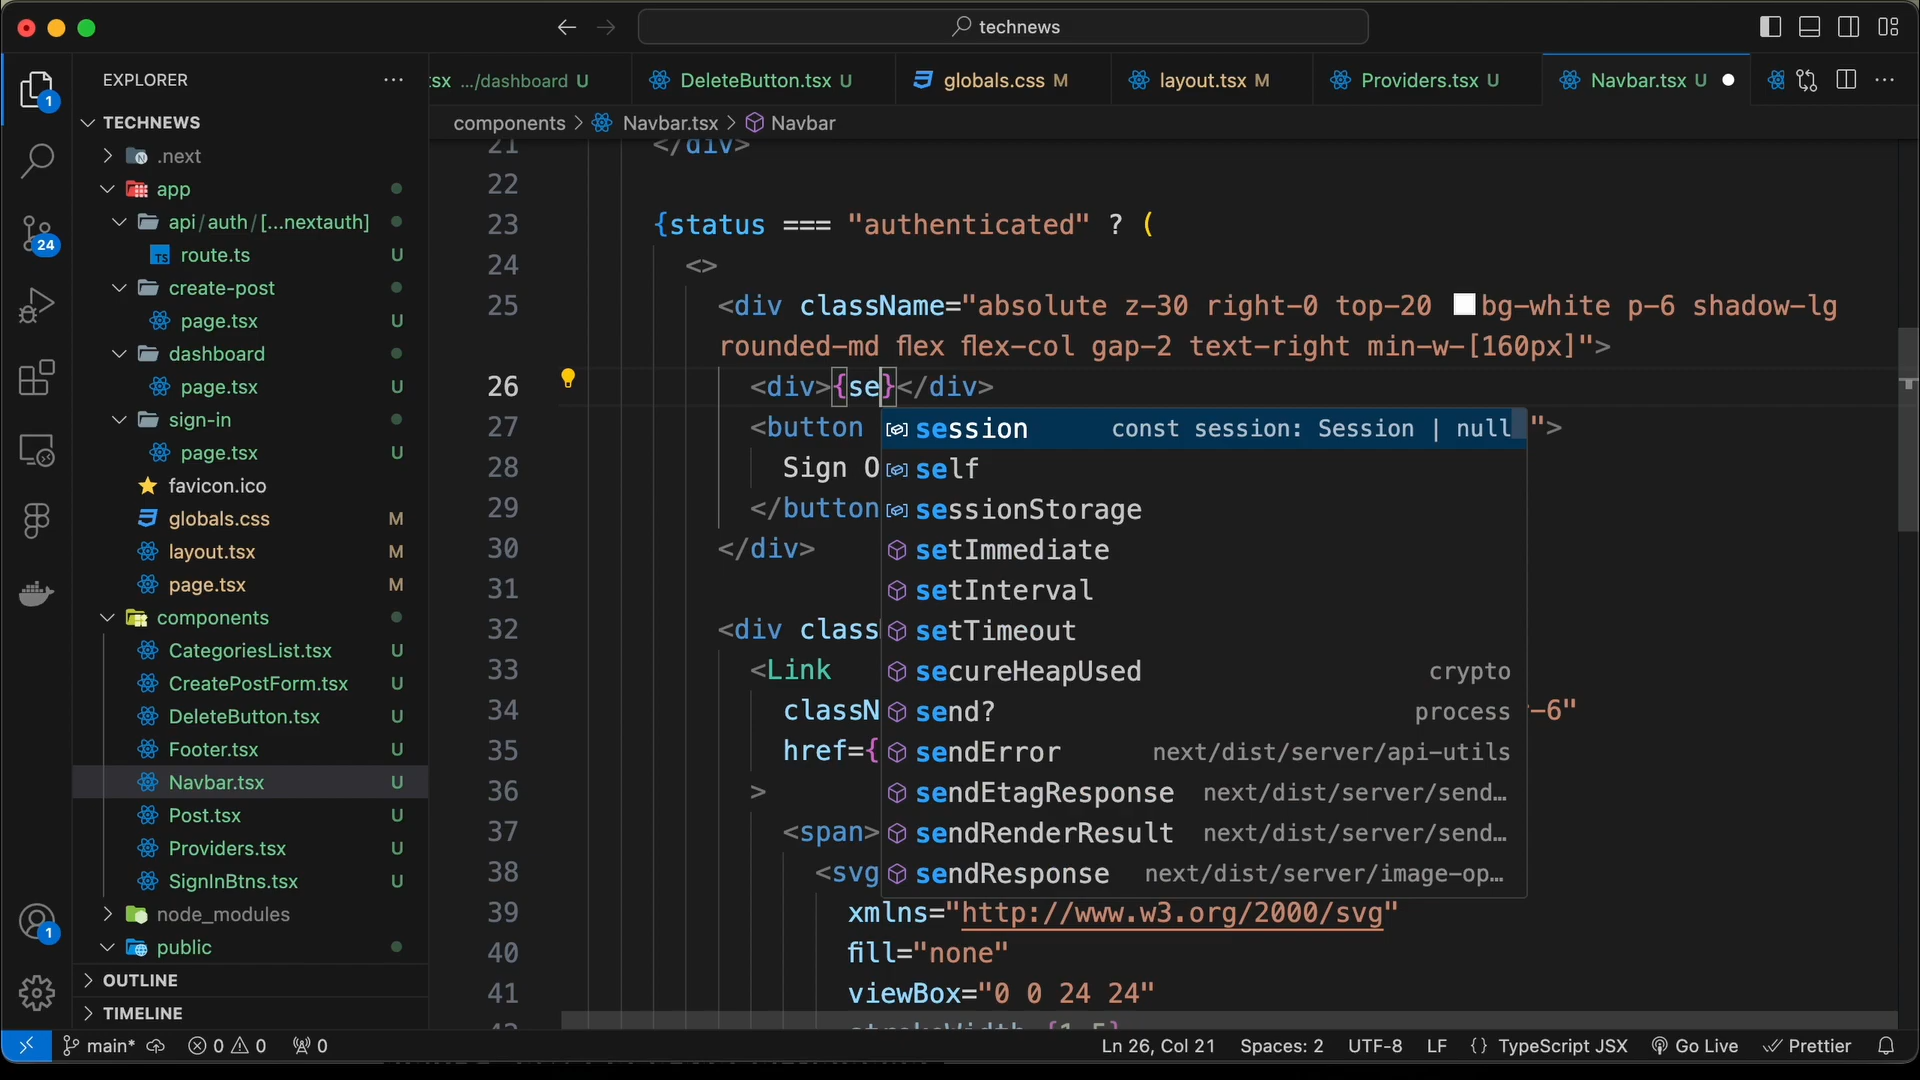 technews
EXPLORER
TECHNEWS
.next
app
api/auth/[...nextauth]
route.ts U
create-post
page.tsx U
dashboard
page.tsx U
sign-in
page.tsx U
favicon.ico
globals.css M
layout.tsx M
page.tsx M
components
CategoriesList.tsx U
CreatePostForm.tsx U
DeleteButton.tsx U
Footer.tsx U
Navbar.tsx U
Post.tsx U
Providers.tsx U
SignInBtns.tsx U
node_modules
public
OUTLINE
TIMELINE
1
24
1
tsx .../dashboard U
DeleteButton.tsx U
globals.css M
layout.tsx M
Providers.tsx U
Navbar.tsx U
components > Navbar.tsx > Navbar
21 </div>
22
23 {status === "authenticated" ? (
24 <>
25 <div className="absolute z-30 right-0 top-20 bg-white p-6 shadow-lg
rounded-md flex flex-col gap-2 text-right min-w-[160px]">
26 <div>{se}</div>
27 <button ">
28 Sign O
29 </button
30 </div>
31
32 <div class
33 <Link
34 classN -6"
35 href={
36 >
37 <span>
38 <svg
39 xmlns="http://www.w3.org/2000/svg"
40 fill="none"
41 viewBox="0 0 24 24"
session const session: Session | null
self
sessionStorage
setImmediate
setInterval
setTimeout
secureHeapUsed crypto
send? process
sendError next/dist/server/api-utils
sendEtagResponse next/dist/server/send…
sendRenderResult next/dist/server/send…
sendResponse next/dist/server/image-op…
main* 0 0 0
Ln 26, Col 21 Spaces: 2 UTF-8 LF {} TypeScript JSX Go Live Prettier